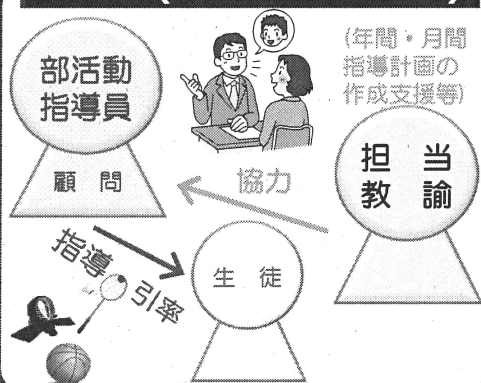 部活動
指導員
顧問
(年間・月間
指導計画の
作成支援等)
担当
教諭
協力
指導
引率
生徒